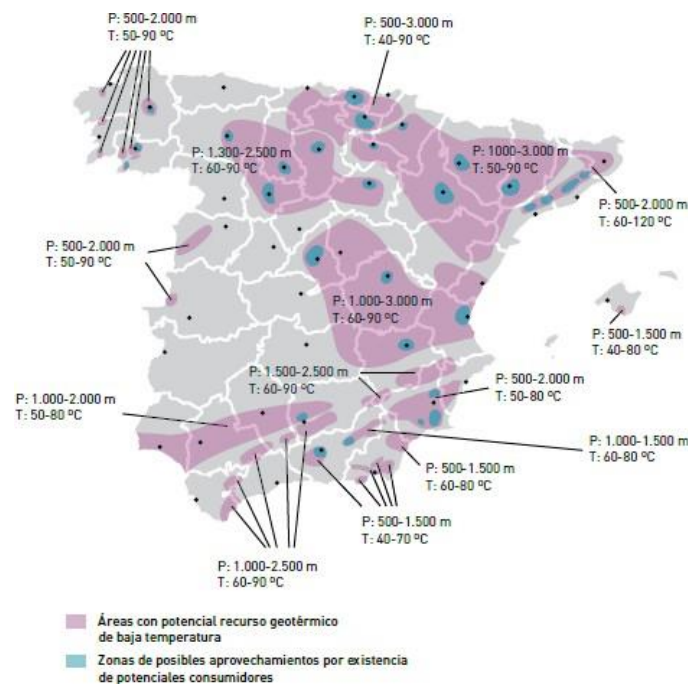 P: 500-2.000 m
T: 50-90 ºC
P: 500-3.000 m
T: 40-90 ºC
P: 1.300-2.500 m
T: 60-90 ºC
P: 1000-3.000 m
T: 50-90 ºC
P: 500-2.000 m
T: 60-120 ºC
P: 500-2.000 m
T: 50-90 ºC
P: 1.000-3.000 m
T: 60-90 ºC
P: 500-1.500 m
T: 40-80 ºC
P: 1.500-2.500 m
T: 60-90 ºC
P: 500-2.000 m
T: 50-80 ºC
P: 1.000-2.000 m
T: 50-80 ºC
P: 1.000-1.500 m
T: 60-80 ºC
P: 500-1.500 m
T: 60-80 ºC
P: 500-1.500 m
T: 40-70 ºC
P: 1.000-2.500 m
T: 60-90 ºC
Áreas con potencial recurso geotérmico
de baja temperatura
Zonas de posibles aprovechamientos por existencia
de potenciales consumidores